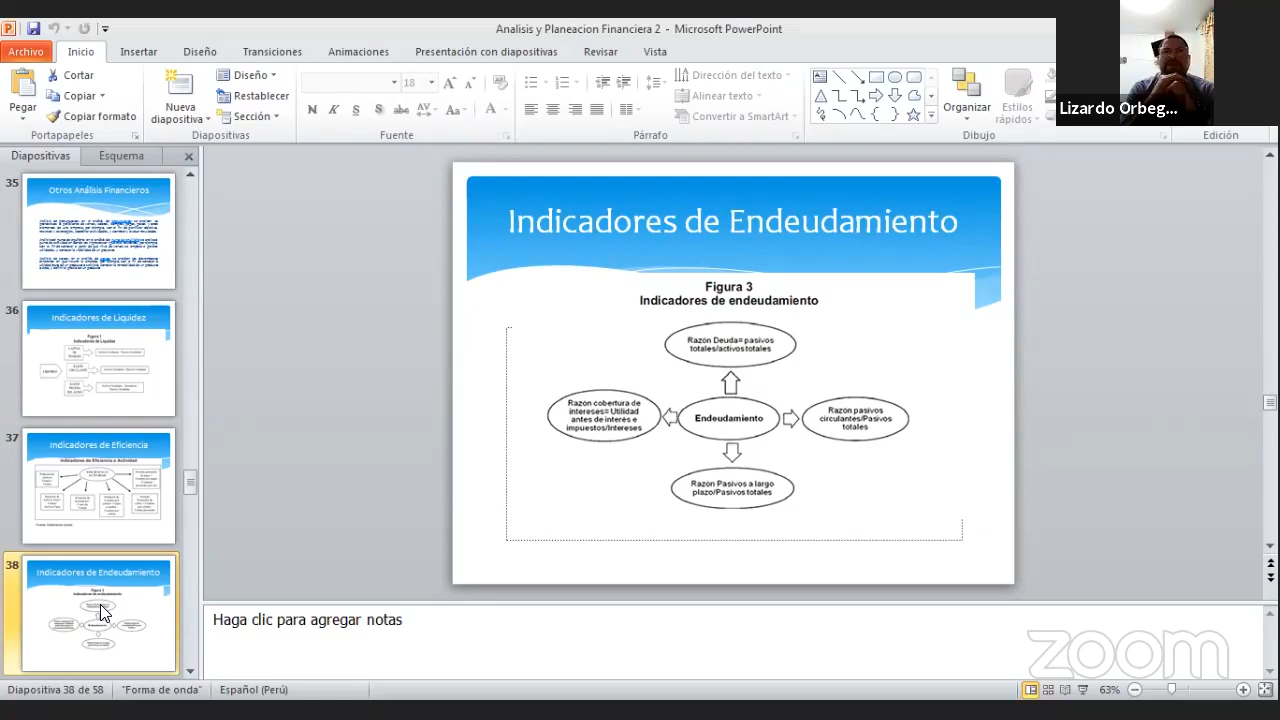 Analisis y Planeacion Financiera 2 - Microsoft PowerPoint
Archivo Inicio Insertar Diseño Transiciones Animaciones Presentación con diapositivas Revisar Vista
Cortar
Copiar
Copiar formato
Pegar
Portapapeles
Nueva
diapositiva
Diseño
Restablecer
Sección
Diapositivas
18
Fuente
Párrafo
Dirección del texto
Alinear texto
Convertir a SmartArt
Organizar
Estilos
rápidos
Dibujo
Edición
Lizardo Orbeg...
Diapositivas Esquema
35
Otros Análisis Financieros
36
Indicadores de Liquidez
37
Indicadores de Eficiencia
38
Indicadores de Endeudamiento
Indicadores de Endeudamiento
Figura 3
Indicadores de endeudamiento
Razón Deuda= pasivos
totales/activos totales
Razon cobertura de
intereses= Utilidad
antes de interés e
impuestos/Intereses
Endeudamiento
Razón pasivos
circulantes/Pasivos
totales
Razón Pasivos a largo
plazo/Pasivos totales
Haga clic para agregar notas
zoom
Diapositiva 38 de 58 "Forma de onda" Español (Perú) 63%